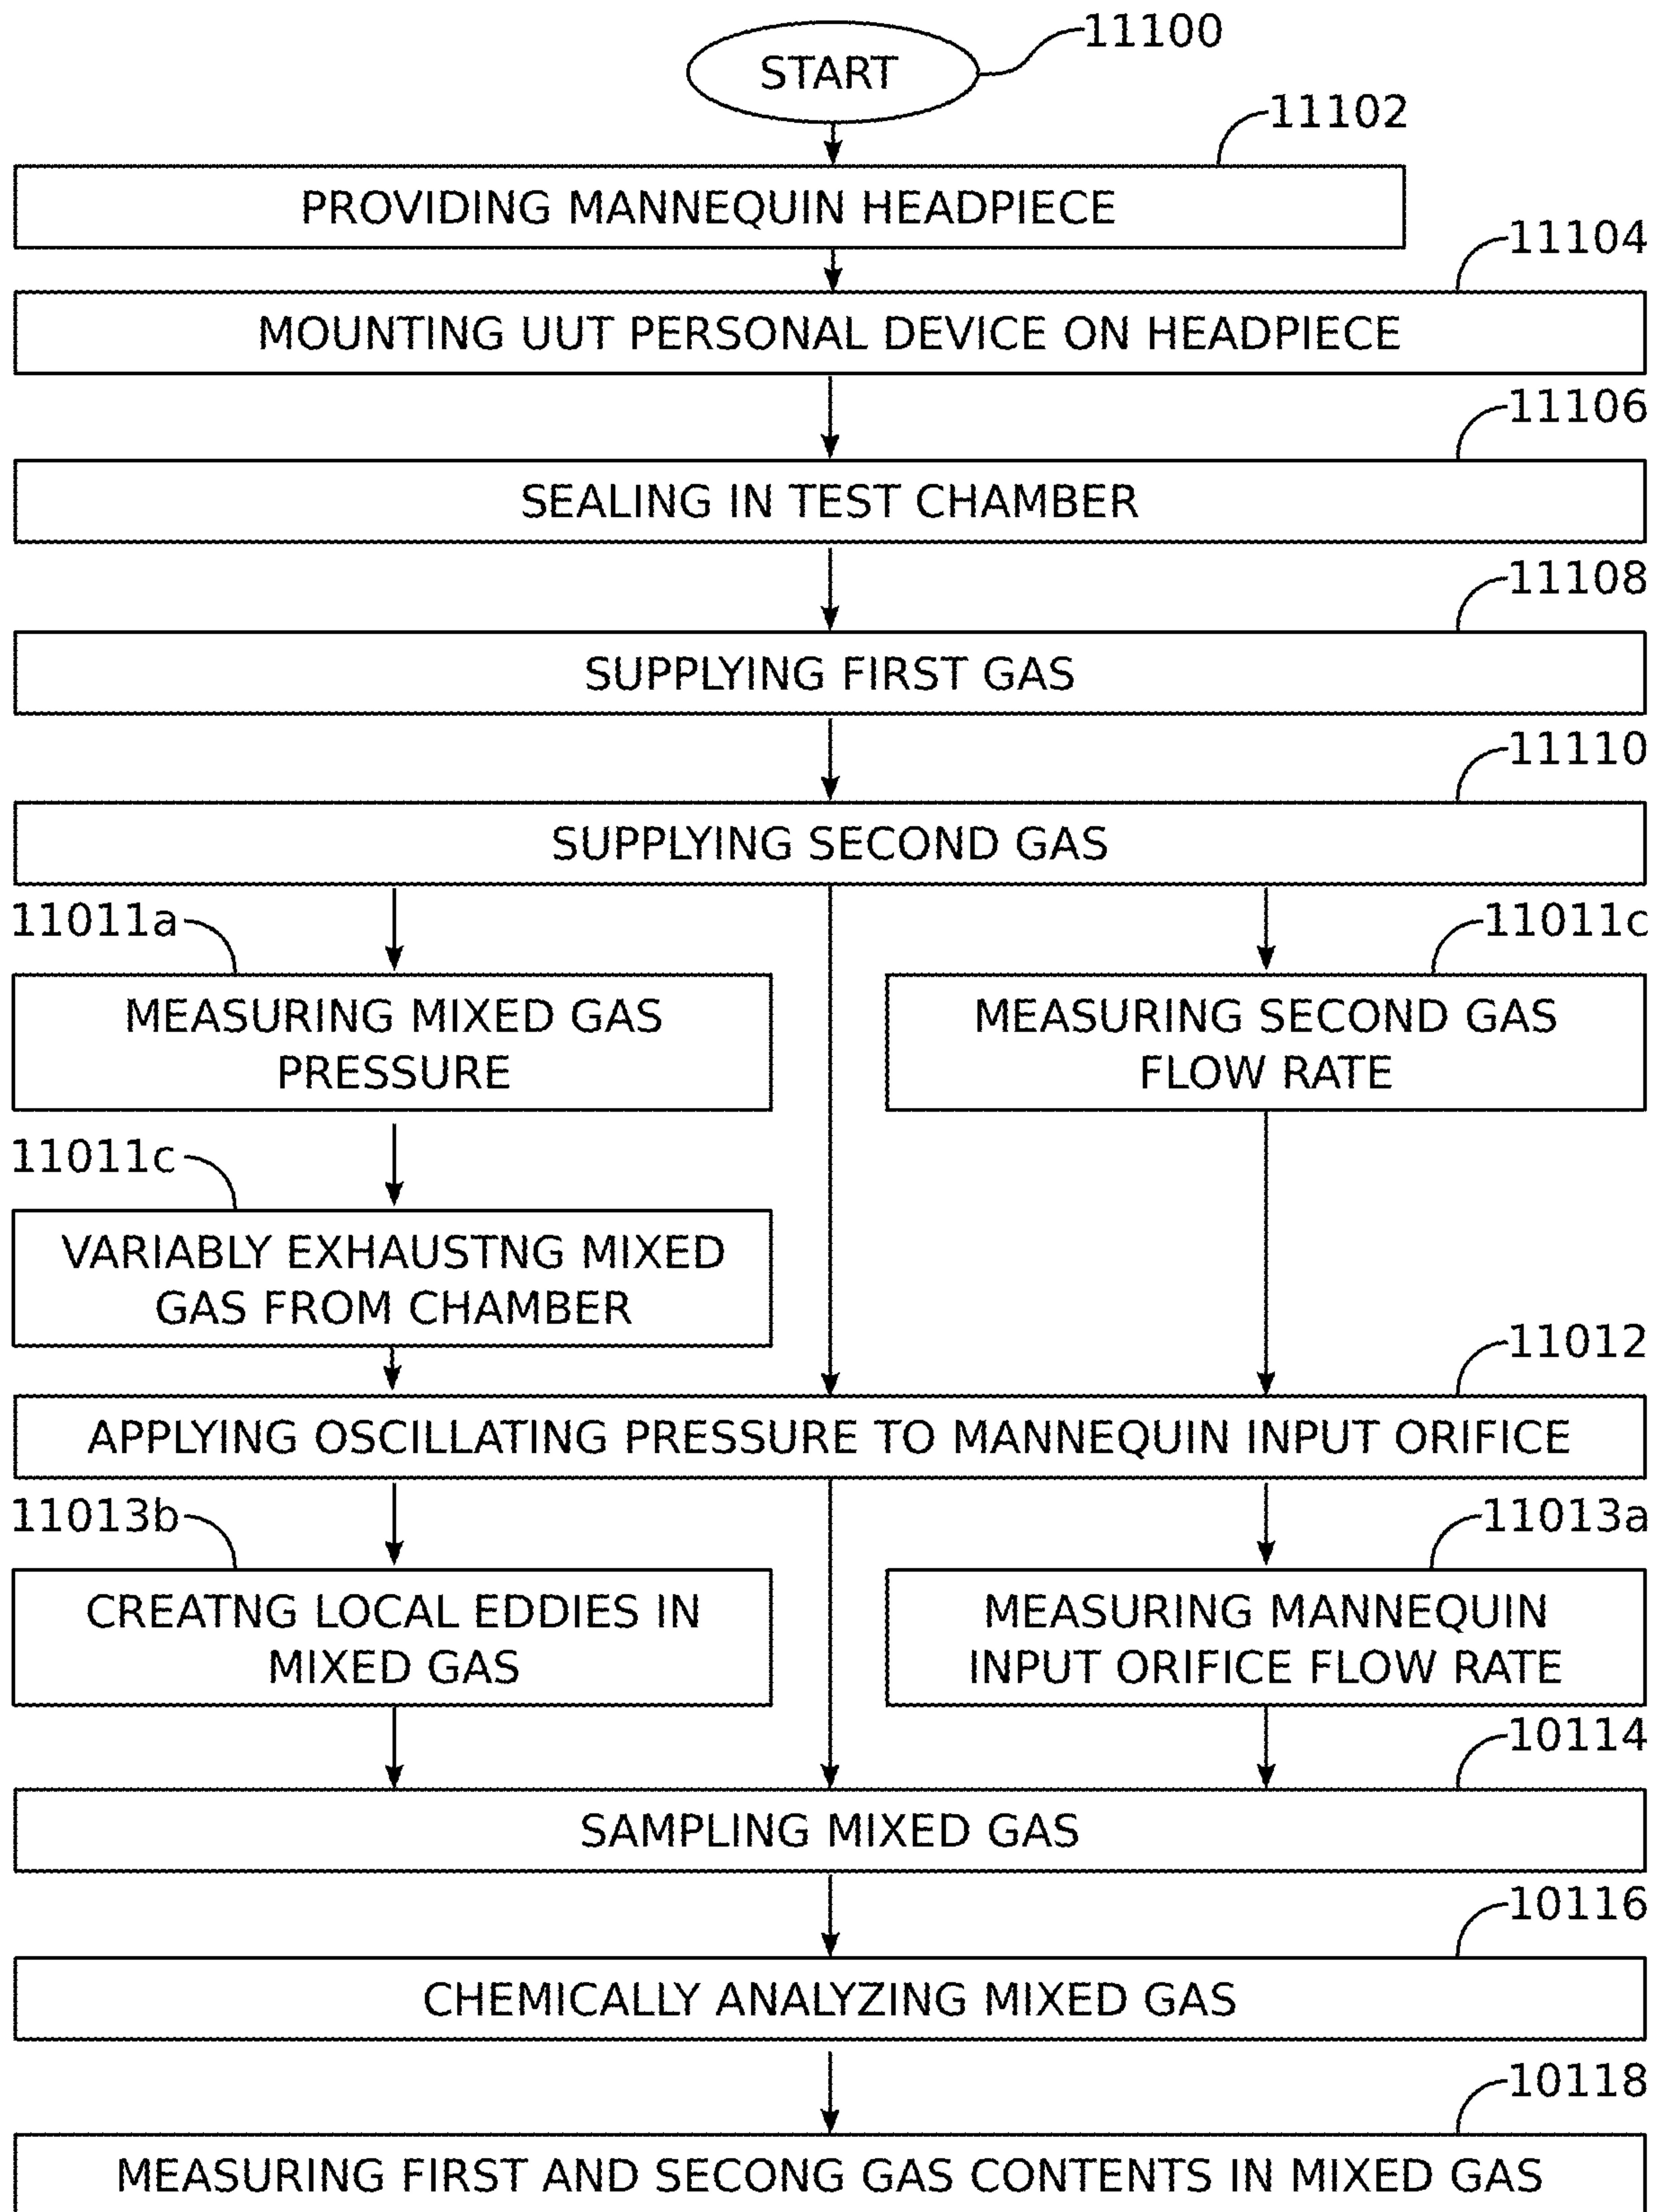 11100
START
11102
PROVIDING MANNEQUIN HEADPIECE
11104
MOUNTING UUT PERSONAL DEVICE ON HEADPIECE
11106
SEALING IN TEST CHAMBER
11108
SUPPLYING FIRST GAS
11110
SUPPLYING SECOND GAS
11011a
MEASURING MIXED GAS
PRESSURE
11011c
MEASURING SECOND GAS
FLOW RATE
11011c
VARIABLY EXHAUSTNG MIXED
GAS FROM CHAMBER
11012
APPLYING OSCILLATING PRESSURE TO MANNEQUIN INPUT ORIFICE
11013b
CREATNG LOCAL EDDIES IN
MIXED GAS
11013a
MEASURING MANNEQUIN
INPUT ORIFICE FLOW RATE
10114
SAMPLING MIXED GAS
10116
CHEMICALLY ANALYZING MIXED GAS
10118
MEASURING FIRST AND SECONG GAS CONTENTS IN MIXED GAS